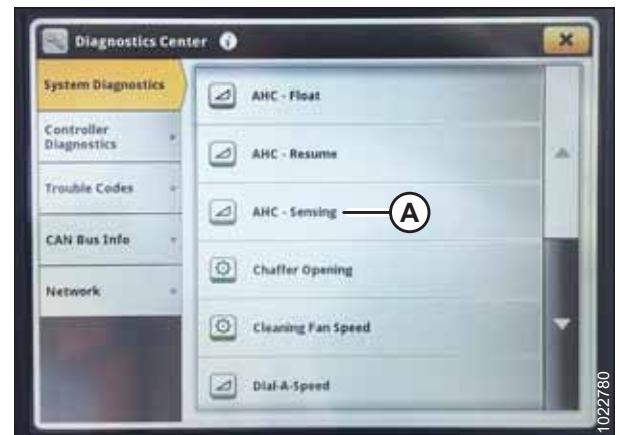 Diagnostics Center
System Diagnostics
Controller
Diagnostics
Trouble Codes
CAN Bus Info
Network
AHC - Float
AHC - Resume
AHC - Sensing
A
Chaffer Opening
Cleaning Fan Speed
Dial-A-Speed
1022780